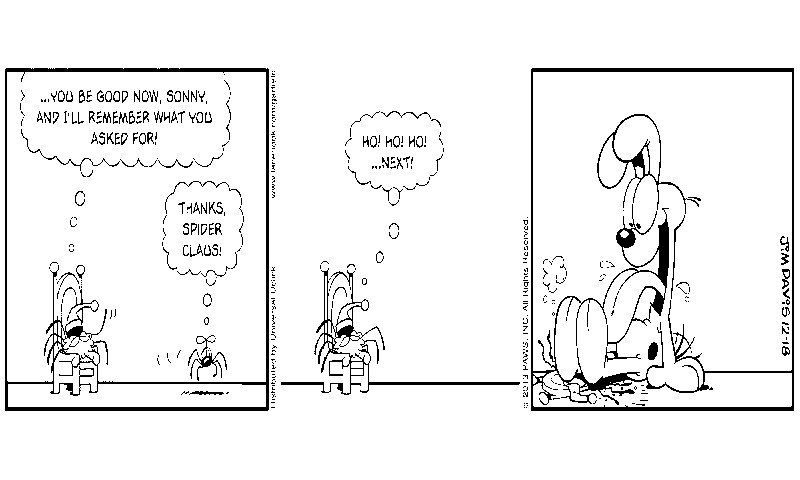 ...YOU BE GOOD NOW, SONNY,
AND I'LL REMEMBER WHAT YOU
ASKED FOR!
THANKS,
SPIDER
CLAUS!
Distributed by Universal Uclick
HO! HO! HO!
...NEXT!
© 2013 PAWS, INC. All Rights Reserved.
JIM DAVIS 12-18